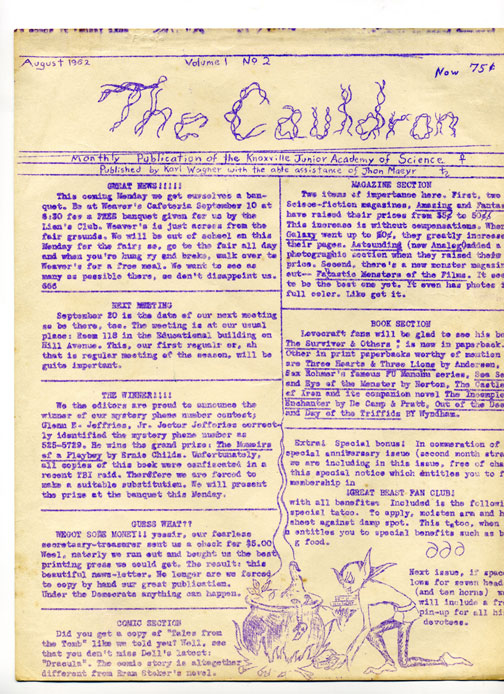 August 1962 Volume 1 No 2
Now 75¢
The Cauldron
Monthly Publication of the Knoxville Junior Academy of Science
Published by Karl Wagner with the able assistance of Jhon Macyr
GREAT NEWS!!!!!
This coming Monday we get ourselves a ban-
quet. Be at Weaver's Cafeteria September 10 at
6:30 for a FREE banquet given for us by the
Lion's Club. Weaver's is just across from the
fair grounds. We will be out of school on this
Monday for the fair; so, go to the fair all day
and when you're hun ry and broke, walk over to
Weaver's for a free meal. We want to see as
many as possible there, so don't disappoint us.
666
NEXT MEETING
September 20 is the date of our next meeting
so be there, too. The meeting is at our usual
place: Room 118 in the Educational building on
Hill Avenue. This, our first regular or, ah
that is regular meeting of the season, will be
quite important.
THE WINNER!!!!
We the editors are proud to announce the
winner of our mystery phone number contest;
Glenn E. Jeffries, Jr. Doctor Jefferies correct-
ly identified the mystery phone number as
525-5729. He wins the grand prize: The Memoirs
of a Playboy by Ernie Childs. Unfortunately,
all copies of this book were confiscated in a
recent TBI raid. Therefore we are forced to
make a suitable substitution. We will present
the prize at the banquet this Monday.
GUESS WHAT??
WEGOT SOME MONEY!! yessir, our fearless
secretary-treasurer sent us a check for $5.00
Weel, naterly we run out and bought us the best
printing press we could get. The result: this
beautiful news-letter. No longer are we forced
to copy by hand our great publication.
Under the Democrats anything can happen.
COMIC SECTION
Did you get a copy of "Tales from
the Tomb" like we told you? Well, see
that you don't miss Dell's latest:
"Dracula". The comic story is altogether
different from Bram Stoker's novel.
MAGAZINE SECTION
Two items of importance here. First, two
Scince-fiction magazines, Amazing and Fantas
have raised their prices from 35¢ to 50¢
This increase is without compensations. When
Galaxy went up to 50¢, they greatly increase
their pages. Astounding (now Analog) added a
photographic section when they raised their
price. Second, there's a new monster magazin
out-- Fantastic Monsters of the Films. It see
to be the best one yet. It even has photos i
full color. Like get it.
BOOK SECTION
Lovecraft fans will be glad to see his bo
The Survivor & Others is now in paperback.
Other in print paperbacks worthy of mention
are Three Hearts & Three Lions by Anderson,
Sax Rohmer's famous FU Manchu series, Sea Se
and Eye of the Monster by Norton, The Castle
of Iron and its companion novel The Incomple
Enchanter by De Camp & Pratt, Out of the Dee
and Day of the Triffids BY Wyndham.
Extra! Special bonus! In commeration of
special anniversary issue (second month stra
we are including in this issue, free of cha
this special notice which entitles you to f
membership in
!GREAT BEAST FAN CLUB!
with all benefits! Included is the followi
special tatoo. To apply, moisten arm and h
sheet against damp spot. This tatoo, when
n entitles you to special benefits such as b
g food.
Next issue, if space
lows for seven head
(and ten horns) w
will include a fr
pin-up for all hi
devotees.